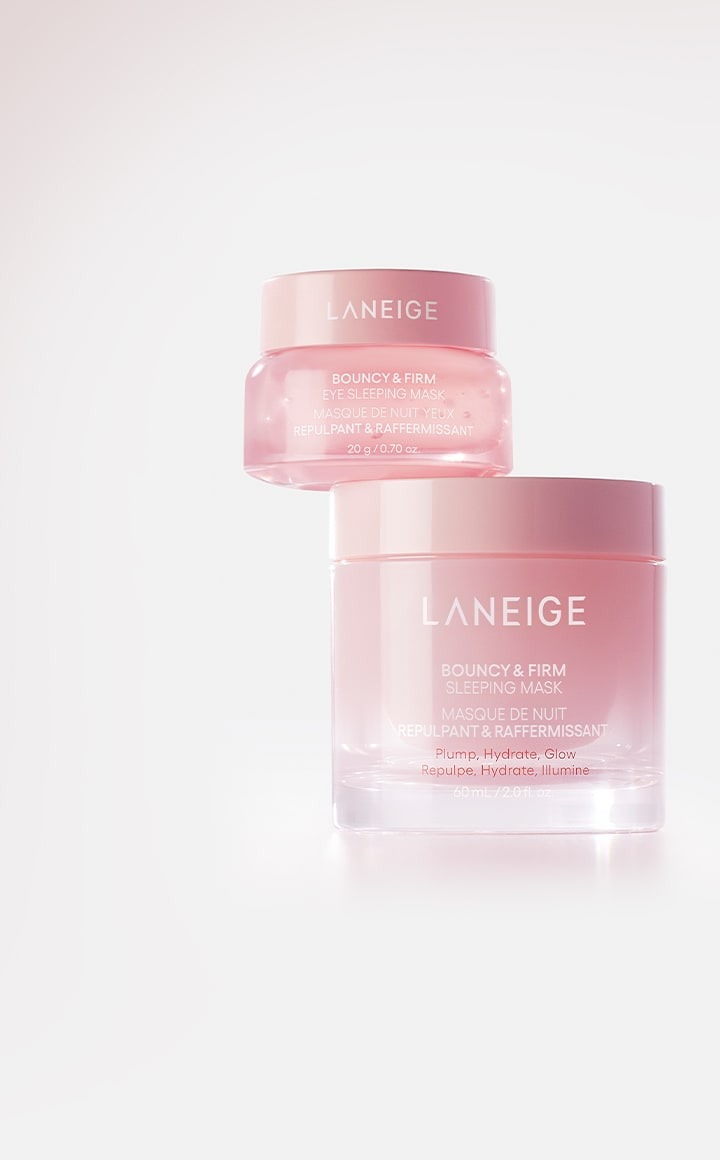 LANEIGE
BOUNCY & FIRM
EYE SLEEPING MASK
MASQUE DE NUIT YEUX
REPULPANT & RAFFERMISSANT
20 g / 0.70 oz.
LANEIGE
BOUNCY & FIRM
SLEEPING MASK
MASQUE DE NUIT
REPULPANT & RAFFERMISSANT
Plump, Hydrate, Glow
Repulpe, Hydrate, Illumine
60 mL / 2.0 fl. oz.